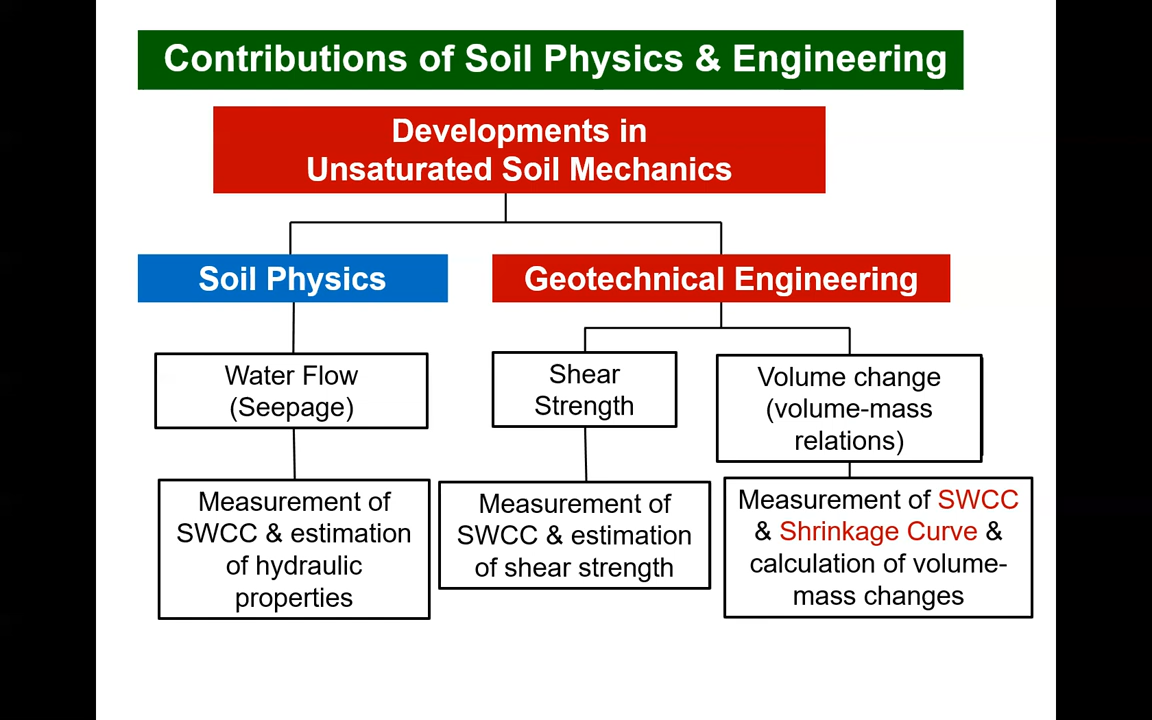 Contributions of Soil Physics & Engineering
Developments in
Unsaturated Soil Mechanics
Soil Physics
Geotechnical Engineering
Water Flow
(Seepage)
Shear
Strength
Volume change
(volume-mass
relations)
Measurement of
SWCC & estimation
of hydraulic
properties
Measurement of
SWCC & estimation
of shear strength
Measurement of SWCC
& Shrinkage Curve &
calculation of volume-
mass changes